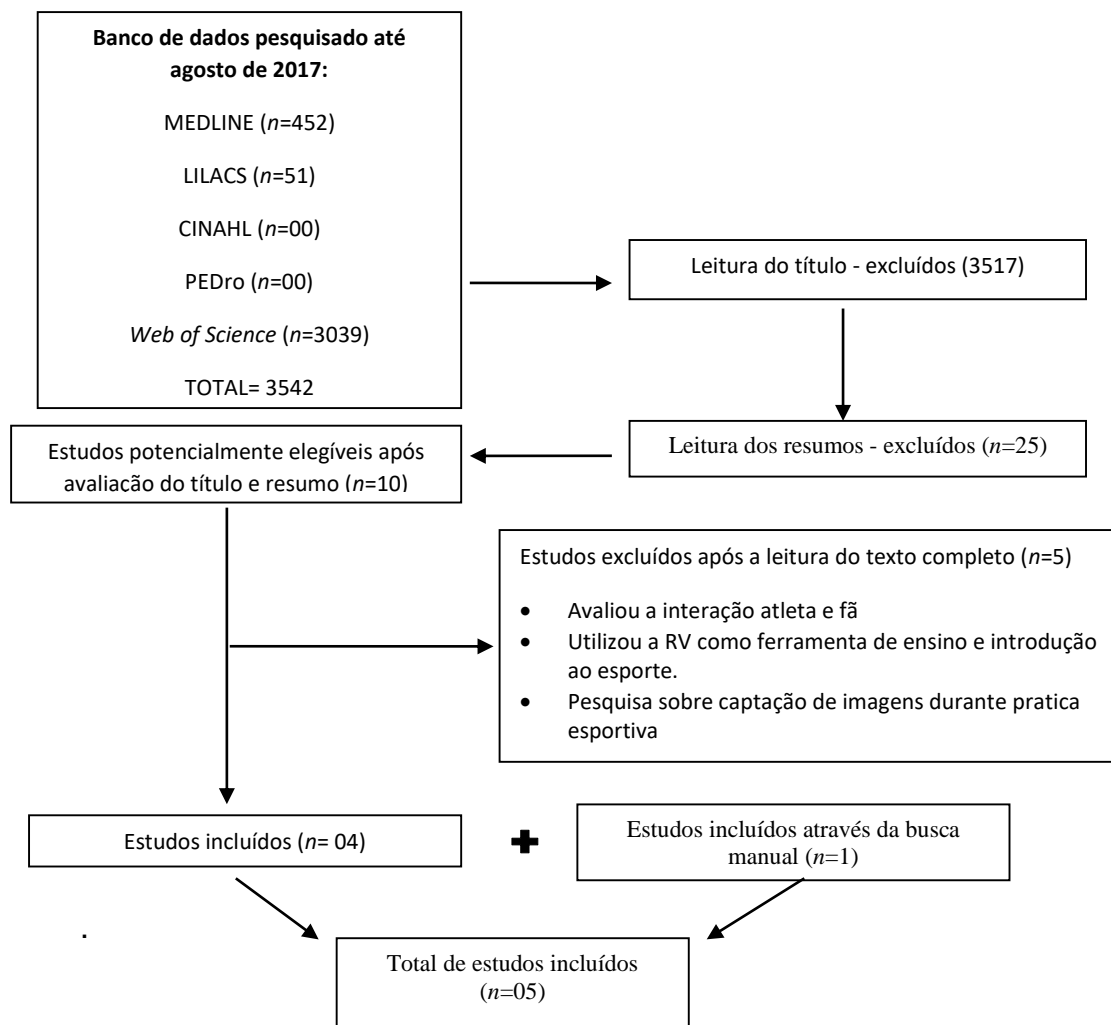 Banco de dados pesquisado até
agosto de 2017:
MEDLINE (n=452)
LILACS (n=51)
CINAHL (n=00)
PEDro (n=00)
Web of Science (n=3039)
TOTAL= 3542
Leitura do título - excluídos (3517)
Leitura dos resumos - excluídos (n=25)
Estudos potencialmente elegíveis após
avaliação do título e resumo (n=10)
Estudos excluídos após a leitura do texto completo (n=5)
• Avaliou a interação atleta e fã
• Utilizou a RV como ferramenta de ensino e introdução
ao esporte.
• Pesquisa sobre captação de imagens durante pratica
esportiva
Estudos incluídos (n= 04)
Estudos incluídos através da busca
manual (n=1)
.
Total de estudos incluídos
(n=05)